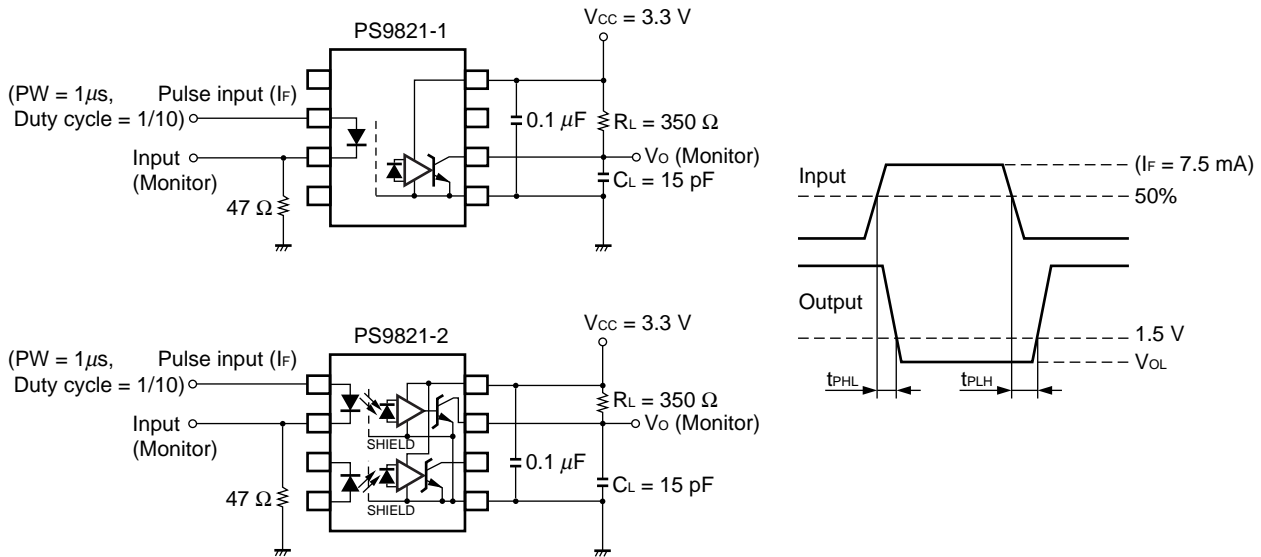 VCC = 3.3 V
PS9821-1
(PW = 1μs, Pulse input (IF)
Duty cycle = 1/10)
Input
(Monitor)
47 Ω
0.1 μF
RL = 350 Ω
VO (Monitor)
CL = 15 pF
VCC = 3.3 V
PS9821-2
(PW = 1μs, Pulse input (IF)
Duty cycle = 1/10)
Input
(Monitor)
47 Ω
SHIELD
SHIELD
RL = 350 Ω
VO (Monitor)
0.1 μF
CL = 15 pF
Input
(IF = 7.5 mA)
50%
Output
1.5 V
VOL
tPHL
tPLH